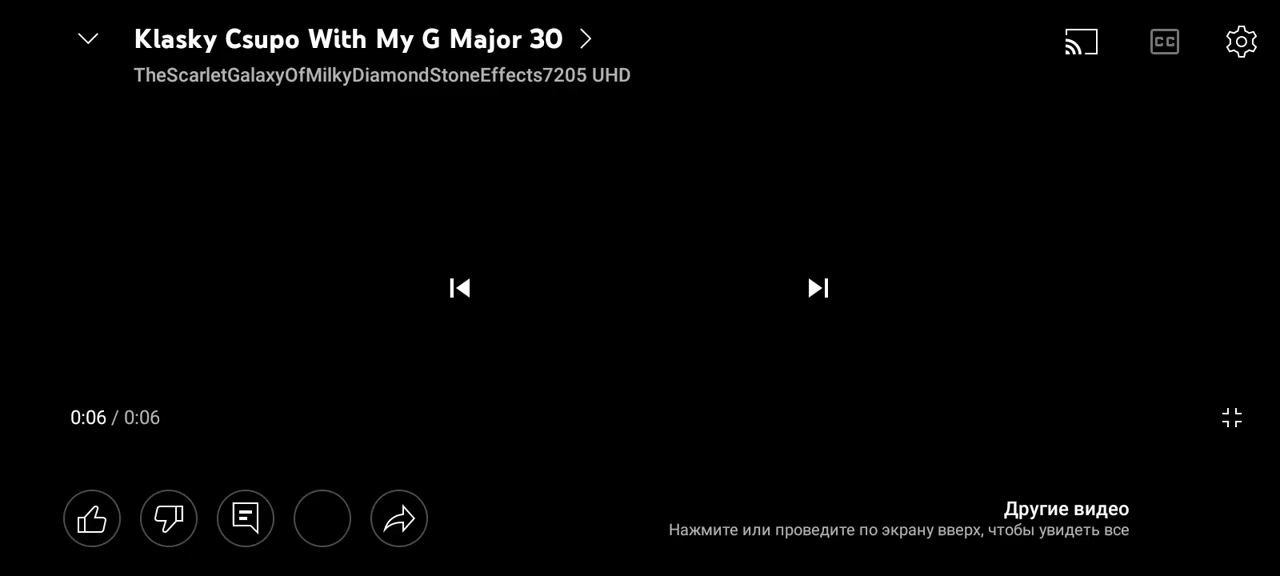 Klasky Csupo With My G Major 30
TheScarletGalaxyOfMilkyDiamondStoneEffects7205 UHD
CC
0:06 / 0:06
Другие видео
Нажмите или проведите по экрану вверх, чтобы увидеть все